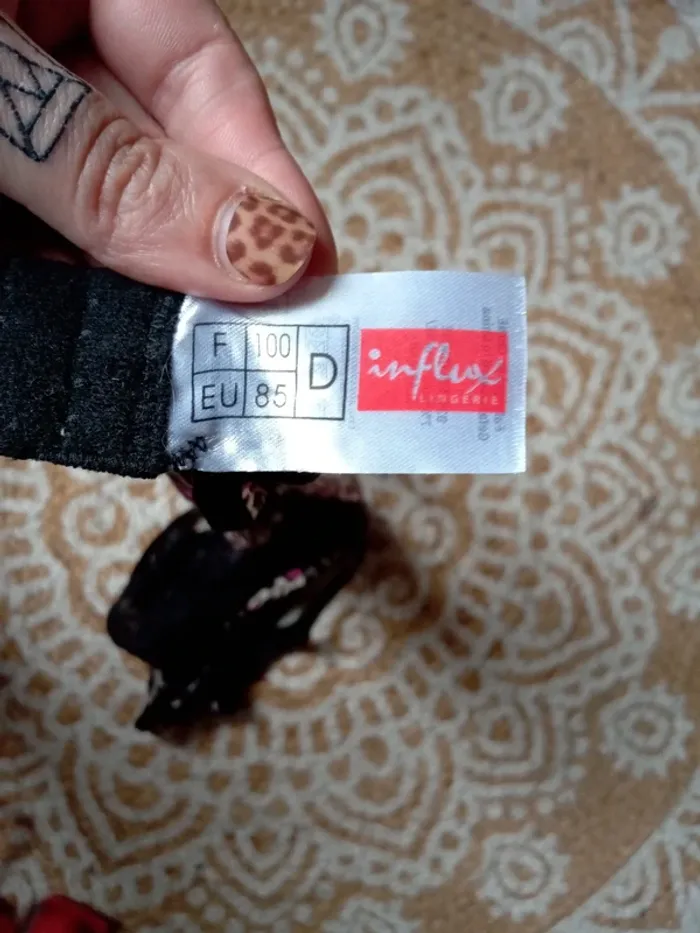 F 100 D
EU 85
influx
LINGERIE